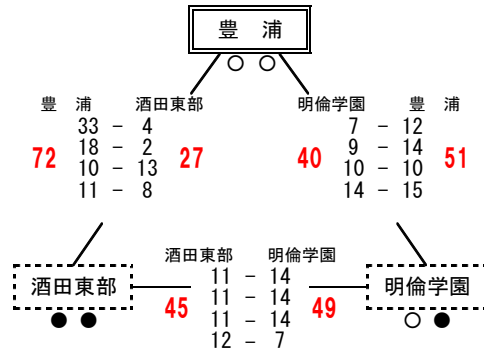 豊 浦
○ ○
豊 浦 酒田東部 明倫学園 豊 浦
33 - 4 7 - 12
18 - 2 9 - 14
72 27 40 51
10 - 13 10 - 10
11 - 8 14 - 15
酒田東部 明倫学園
11 - 14
酒田東部 11 - 14 明倫学園
45 49
11 - 14
● ● ○ ●
12 - 7